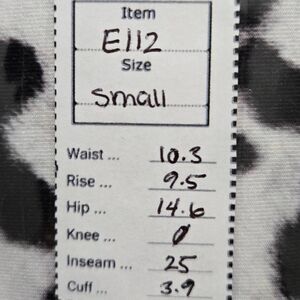 Item
E112
Size
small
Waist ... 10.3
Rise ... 9.5
Hip ... 14.6
Knee ... Ø
Inseam ... 25
Cuff ... 3.9